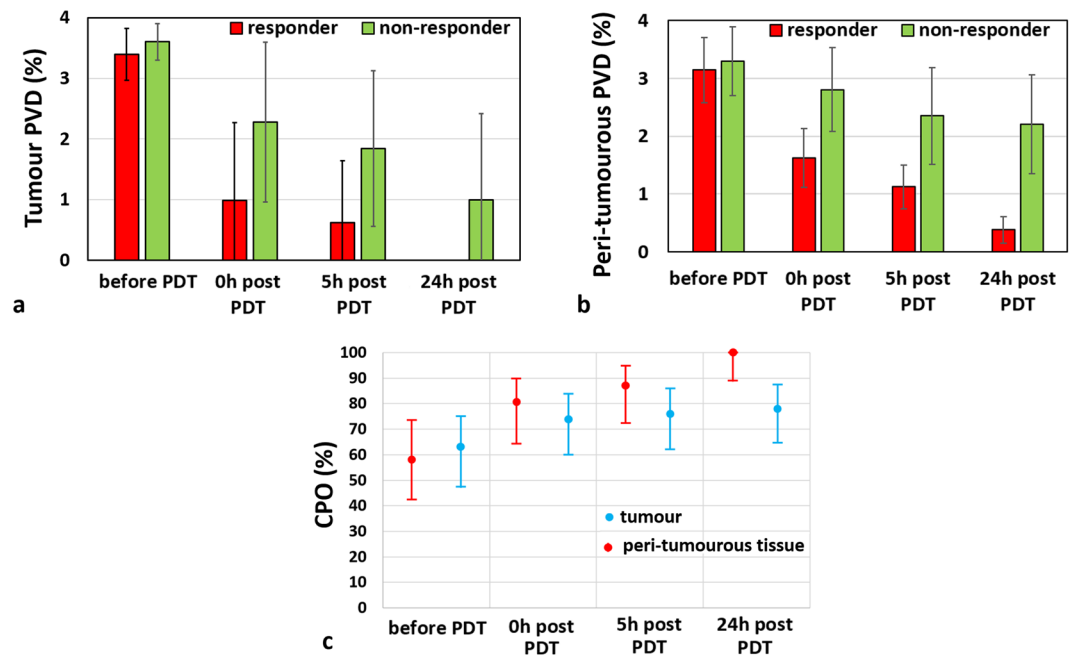 responder non-responder
Tumour PVD (%)
4
3
2
1
0
before PDT 0h post 5h post 24h post
PDT PDT PDT
a
responder non-responder
Peri-tumourous PVD (%)
4
3
2
1
0
before PDT 0h post 5h post 24h post
PDT PDT PDT
b
CPO (%)
100
90
80
70
60
50
40
30
20
10
0
tumour
peri-tumourous tissue
before PDT 0h post 5h post 24h post
PDT PDT PDT
c